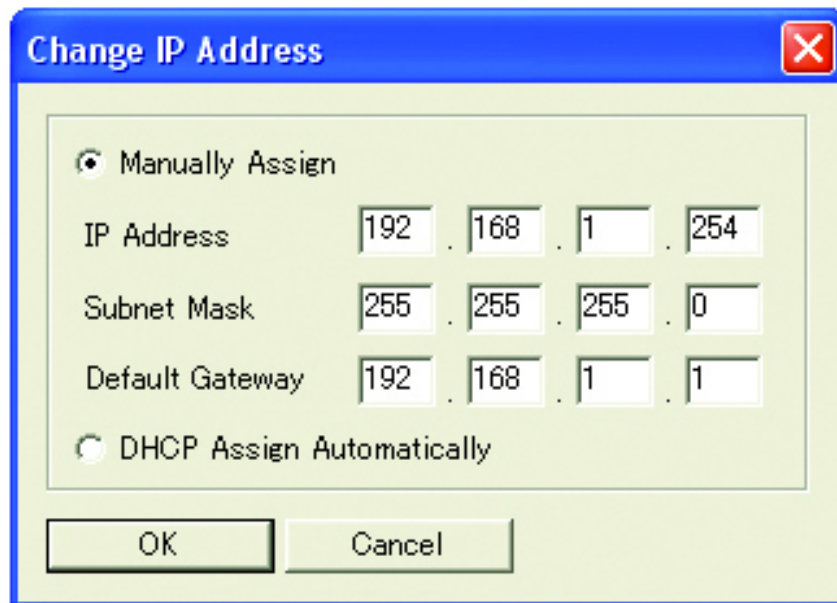 Change IP Address
Manually Assign
IP Address 192 . 168 . 1 . 254
Subnet Mask 255 . 255 . 255 . 0
Default Gateway 192 . 168 . 1 . 1
DHCP Assign Automatically
OK Cancel